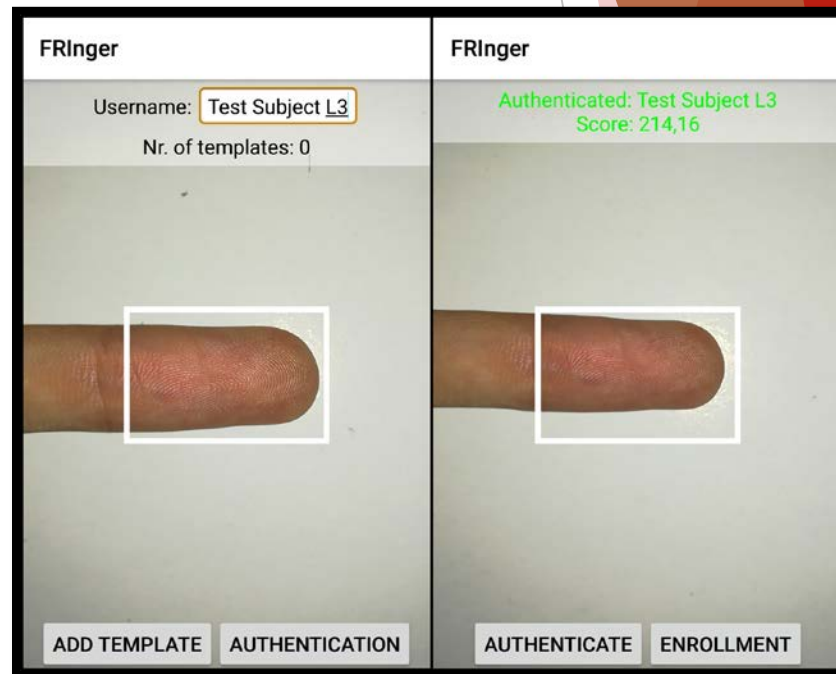 FRInger
Username: Test Subject L3
Nr. of templates: 0
ADD TEMPLATE
AUTHENTICATION
FRInger
Authenticated: Test Subject L3
Score: 214,16
AUTHENTICATE
ENROLLMENT